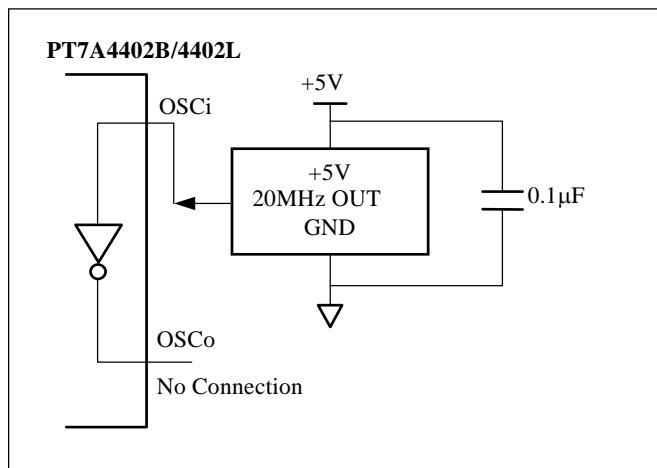 PT7A4402B/4402L
OSCi
+5V
+5V
20MHz OUT
GND
0.1µF
OSCo
No Connection